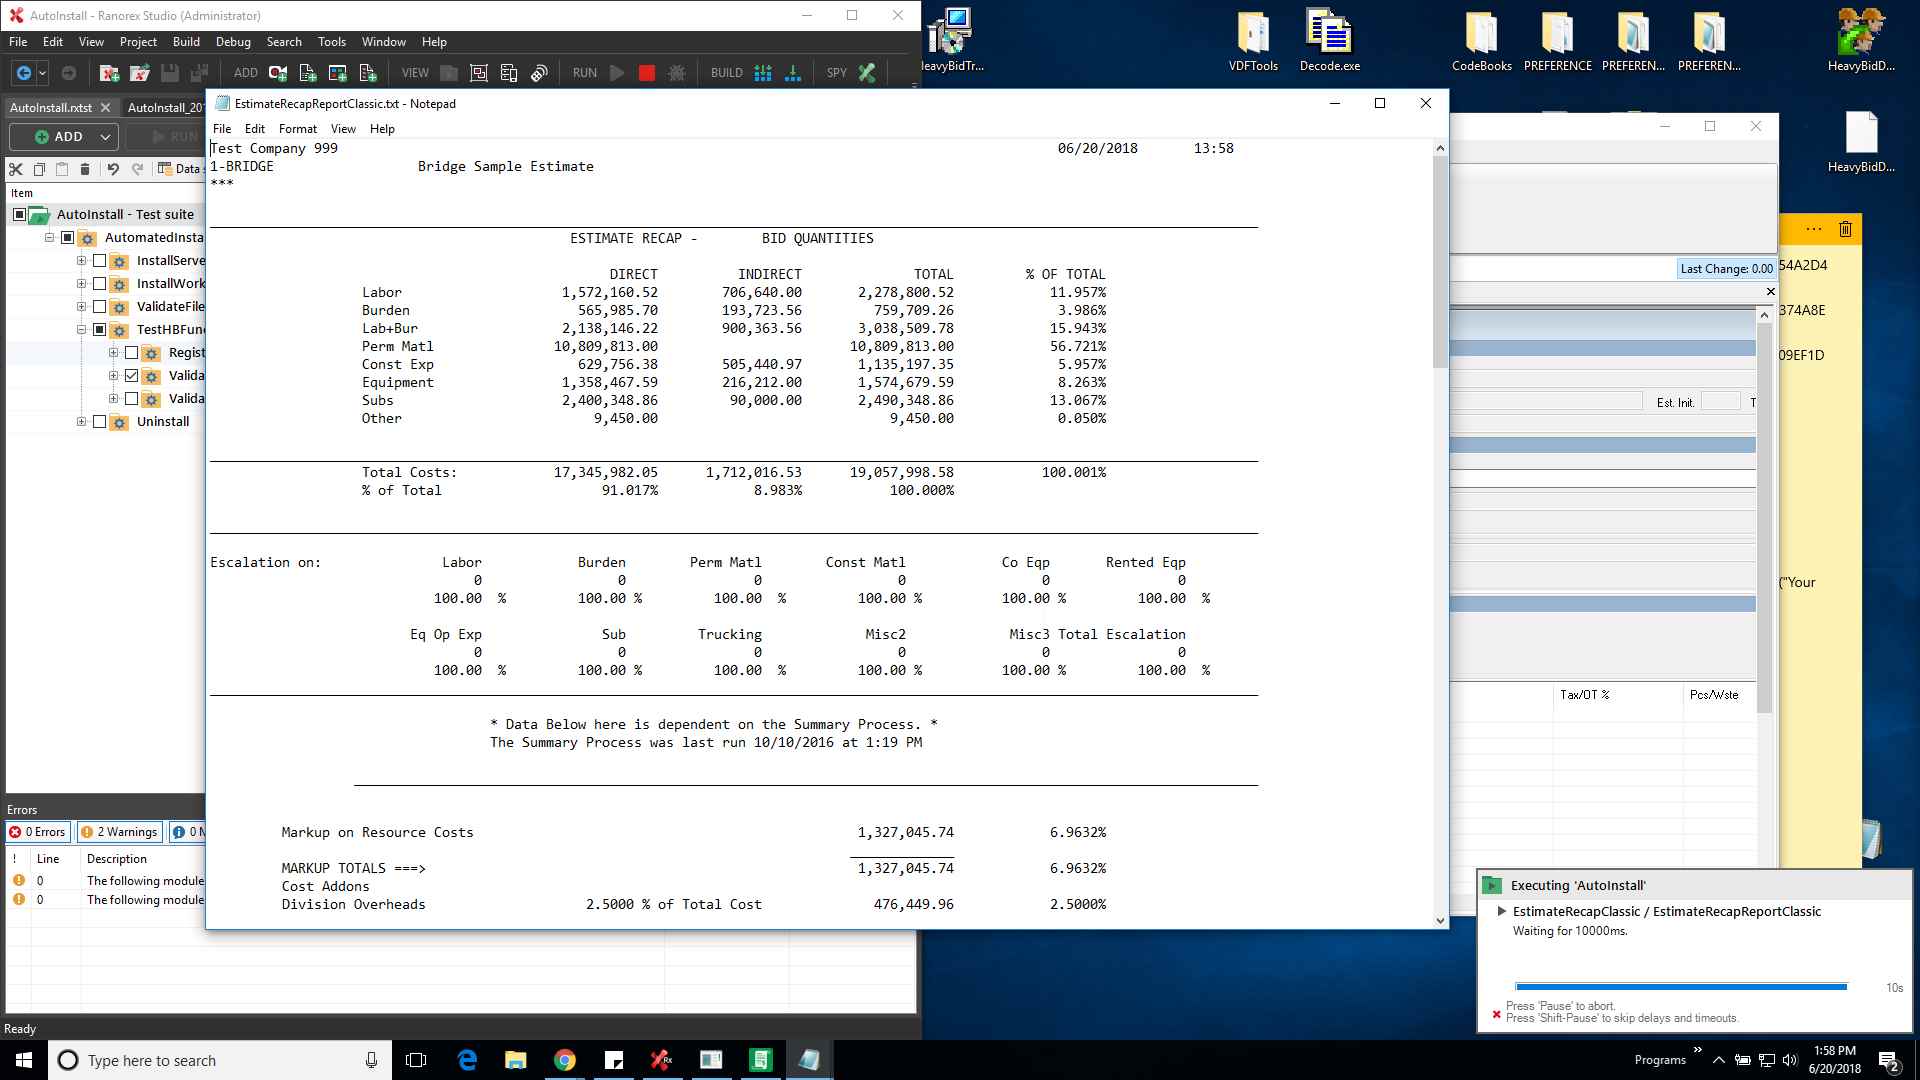 AutoInstall - Ranorex Studio (Administrator)
File Edit View Project Build Debug Search Tools Window Help
ADD VIEW RUN BUILD SPY
AutoInstall.rxtst AutoInstall_20
ADD RUN
Data s
Item
AutoInstall - Test suite
AutomatedInsta
InstallServe
InstallWork
ValidateFile
TestHBFunc
Regist
Valida
Valida
Uninstall
Errors
0 Errors 2 Warnings 0 M
! Line Description
0 The following module
0 The following module
Ready
EstimateRecapReportClassic.txt - Notepad
File Edit Format View Help
Test Company 999 06/20/2018 13:58
1-BRIDGE Bridge Sample Estimate
***
ESTIMATE RECAP - BID QUANTITIES
DIRECT INDIRECT TOTAL % OF TOTAL
Labor 1,572,160.52 706,640.00 2,278,800.52 11.957%
Burden 565,985.70 193,723.56 759,709.26 3.986%
Lab+Bur 2,138,146.22 900,363.56 3,038,509.78 15.943%
Perm Matl 10,809,813.00 10,809,813.00 56.721%
Const Exp 629,756.38 505,440.97 1,135,197.35 5.957%
Equipment 1,358,467.59 216,212.00 1,574,679.59 8.263%
Subs 2,400,348.86 90,000.00 2,490,348.86 13.067%
Other 9,450.00 9,450.00 0.050%
Total Costs: 17,345,982.05 1,712,016.53 19,057,998.58 100.001%
% of Total 91.017% 8.983% 100.000%
Escalation on: Labor Burden Perm Matl Const Matl Co Eqp Rented Eqp
0 0 0 0 0 0
100.00 % 100.00 % 100.00 % 100.00 % 100.00 % 100.00 %
Eq Op Exp Sub Trucking Misc2 Misc3 Total Escalation
0 0 0 0 0 0
100.00 % 100.00 % 100.00 % 100.00 % 100.00 % 100.00 %
* Data Below here is dependent on the Summary Process. *
The Summary Process was last run 10/10/2016 at 1:19 PM
Markup on Resource Costs 1,327,045.74 6.9632%
MARKUP TOTALS ===> 1,327,045.74 6.9632%
Cost Addons
Division Overheads 2.5000 % of Total Cost 476,449.96 2.5000%
HeavyBidTr...
VDFTools
Decode.exe
CodeBooks
PREFERENCE
PREFEREN...
PREFEREN...
HeavyBidD...
HeavyBidD...
Last Change: 0.00
Est. Init. T
Tax/OT % Pcs/Wste
54A2D4
374A8E
09EF1D
("Your
Executing 'AutoInstall'
EstimateRecapClassic / EstimateRecapReportClassic
Waiting for 10000ms.
10s
Press 'Pause' to abort.
Press 'Shift-Pause' to skip delays and timeouts.
Type here to search
Rx
Programs
1:58 PM
6/20/2018
2